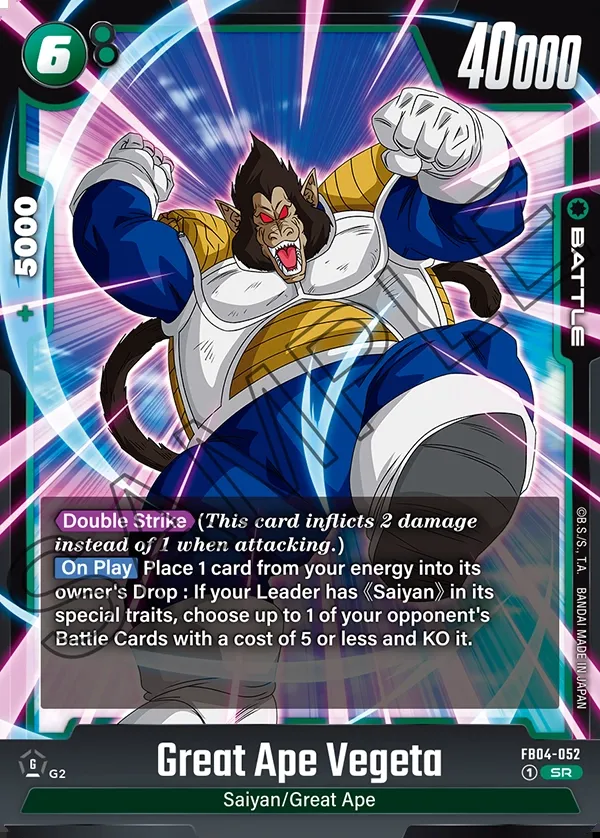 6
40000
+ 5000
BATTLE
SAMPLE
Double Strike (This card inflicts 2 damage
instead of 1 when attacking.)
On Play Place 1 card from your energy into its
owner's Drop : If your Leader has 《Saiyan》 in its
special traits, choose up to 1 of your opponent's
Battle Cards with a cost of 5 or less and KO it.
©B.S./S., T.A. BANDAI MADE IN JAPAN
G G2
Great Ape Vegeta
FB04-052
1 SR
Saiyan/Great Ape